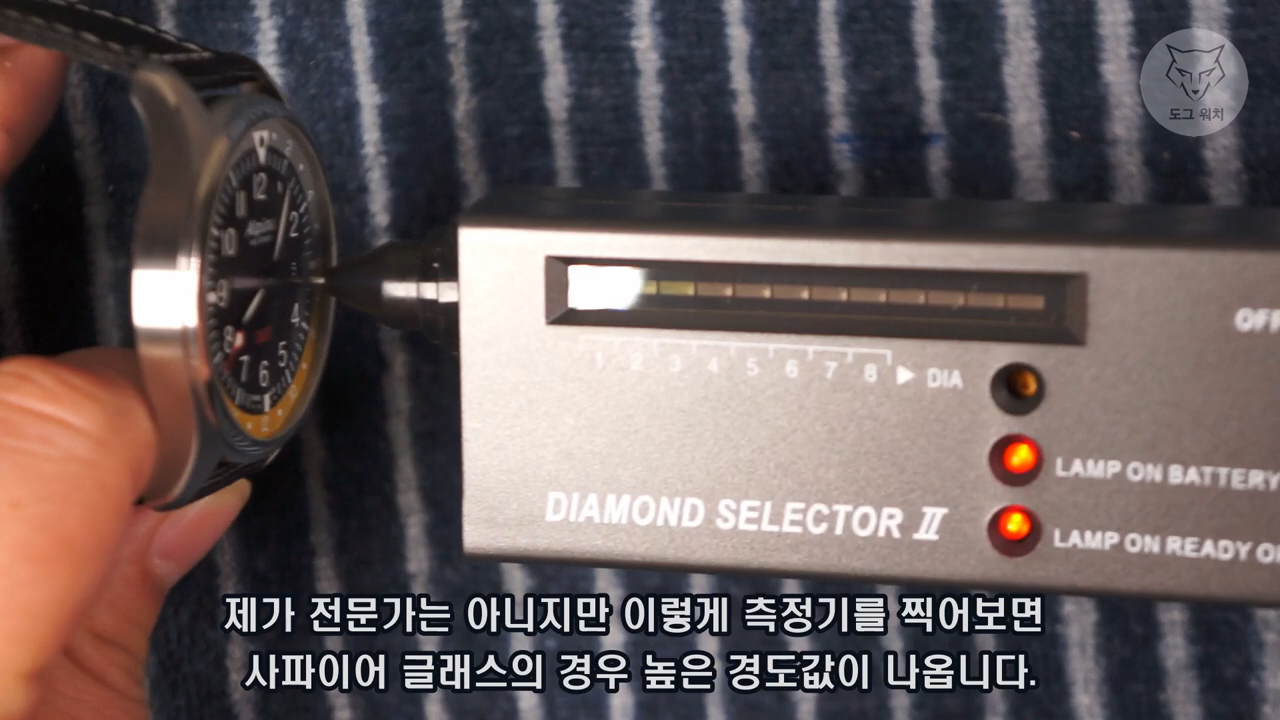 도그 워치
12
2
10
Alpina
9
8
4
7
6
5
OFF
1 2 3 4 5 6 7 8 ▶ DIA
LAMP ON BATTERY
DIAMOND SELECTOR II
LAMP ON READY
제가 전문가는 아니지만 이렇게 측정기를 찍어보면
사파이어 글래스의 경우 높은 경도값이 나옵니다.